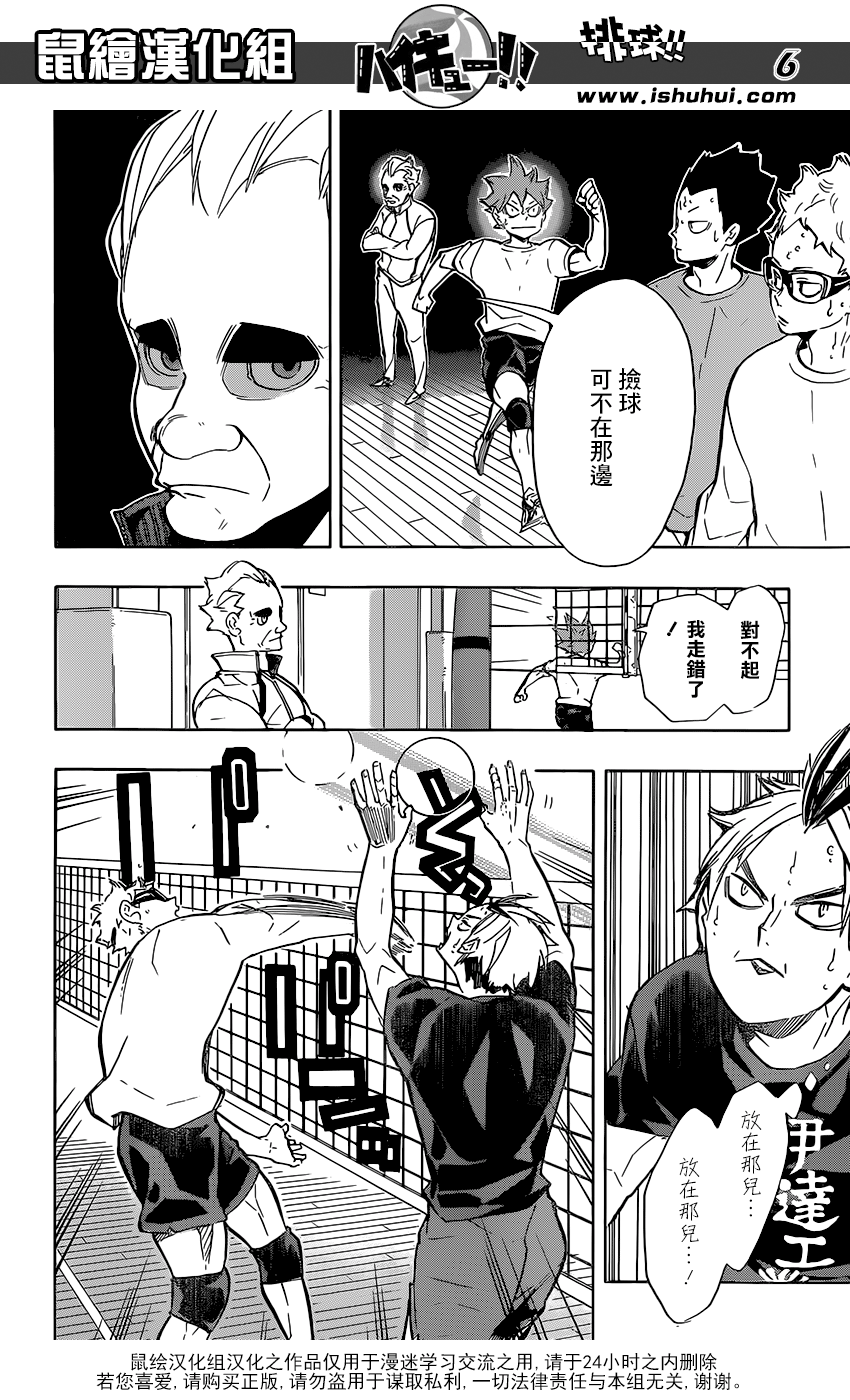 鼠繪漢化組
ハイキュー!!
排球!!
6
www.ishuhui.com
撿球
可不在那邊
對不起
我走錯了
!
放在那兒…
放在那兒…!
伊達工
鼠绘汉化组汉化之作品仅用于漫迷学习交流之用, 请于24小时之内删除
若您喜爱, 请购买正版, 请勿盗用于谋取私利, 一切法律责任与本组无关, 谢谢。